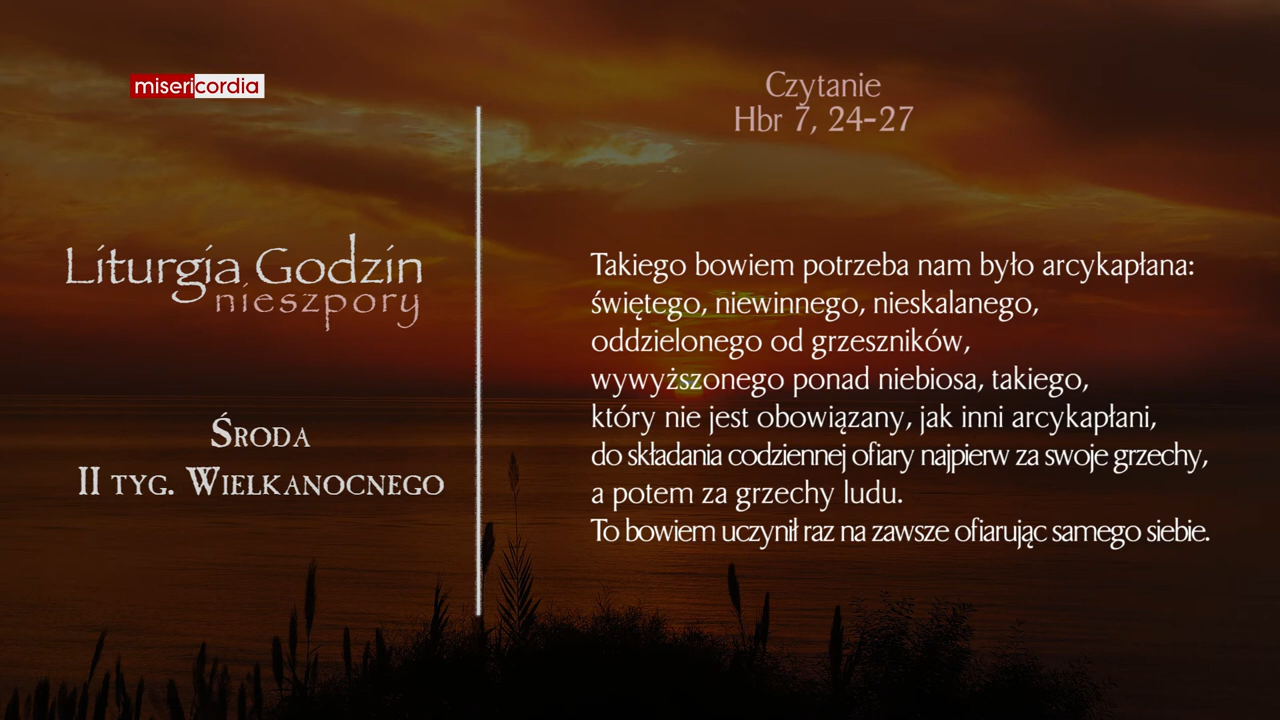 misericordia
Liturgia Godzin
nieszpory
Środa
II tyg. Wielkanocnego
Czytanie
Hbr 7, 24-27
Takiego bowiem potrzeba nam było arcykapłana:
świętego, niewinnego, nieskalanego,
oddzielonego od grzeszników,
wywyższonego ponad niebiosa, takiego,
który nie jest obowiązany, jak inni arcykapłani,
do składania codziennej ofiary najpierw za swoje grzechy,
a potem za grzechy ludu.
To bowiem uczynił raz na zawsze ofiarując samego siebie.